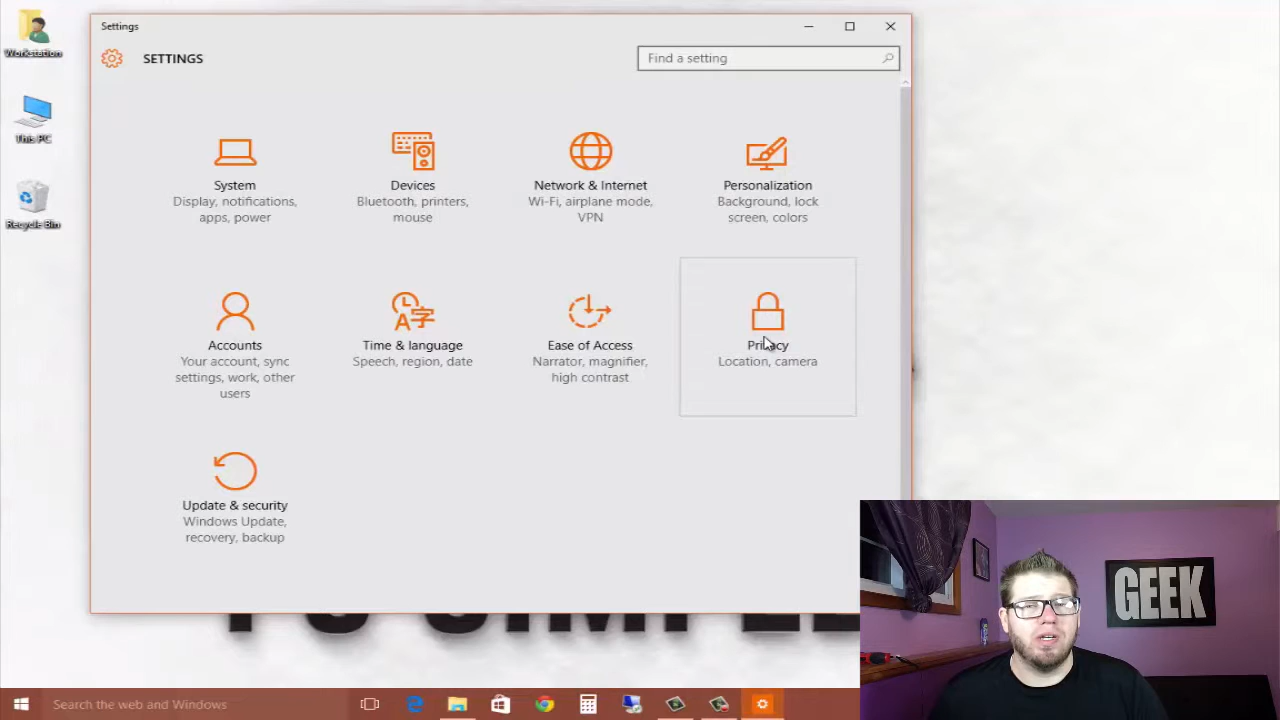 Workstation
This PC
Recycle Bin
Settings
SETTINGS
Find a setting
System
Display, notifications,
apps, power
Devices
Bluetooth, printers,
mouse
Network & Internet
Wi-Fi, airplane mode,
VPN
Personalization
Background, lock
screen, colors
Accounts
Your account, sync
settings, work, other
users
Time & language
Speech, region, date
Ease of Access
Narrator, magnifier,
high contrast
Privacy
Location, camera
Update & security
Windows Update,
recovery, backup
GEEK
Search the web and Windows